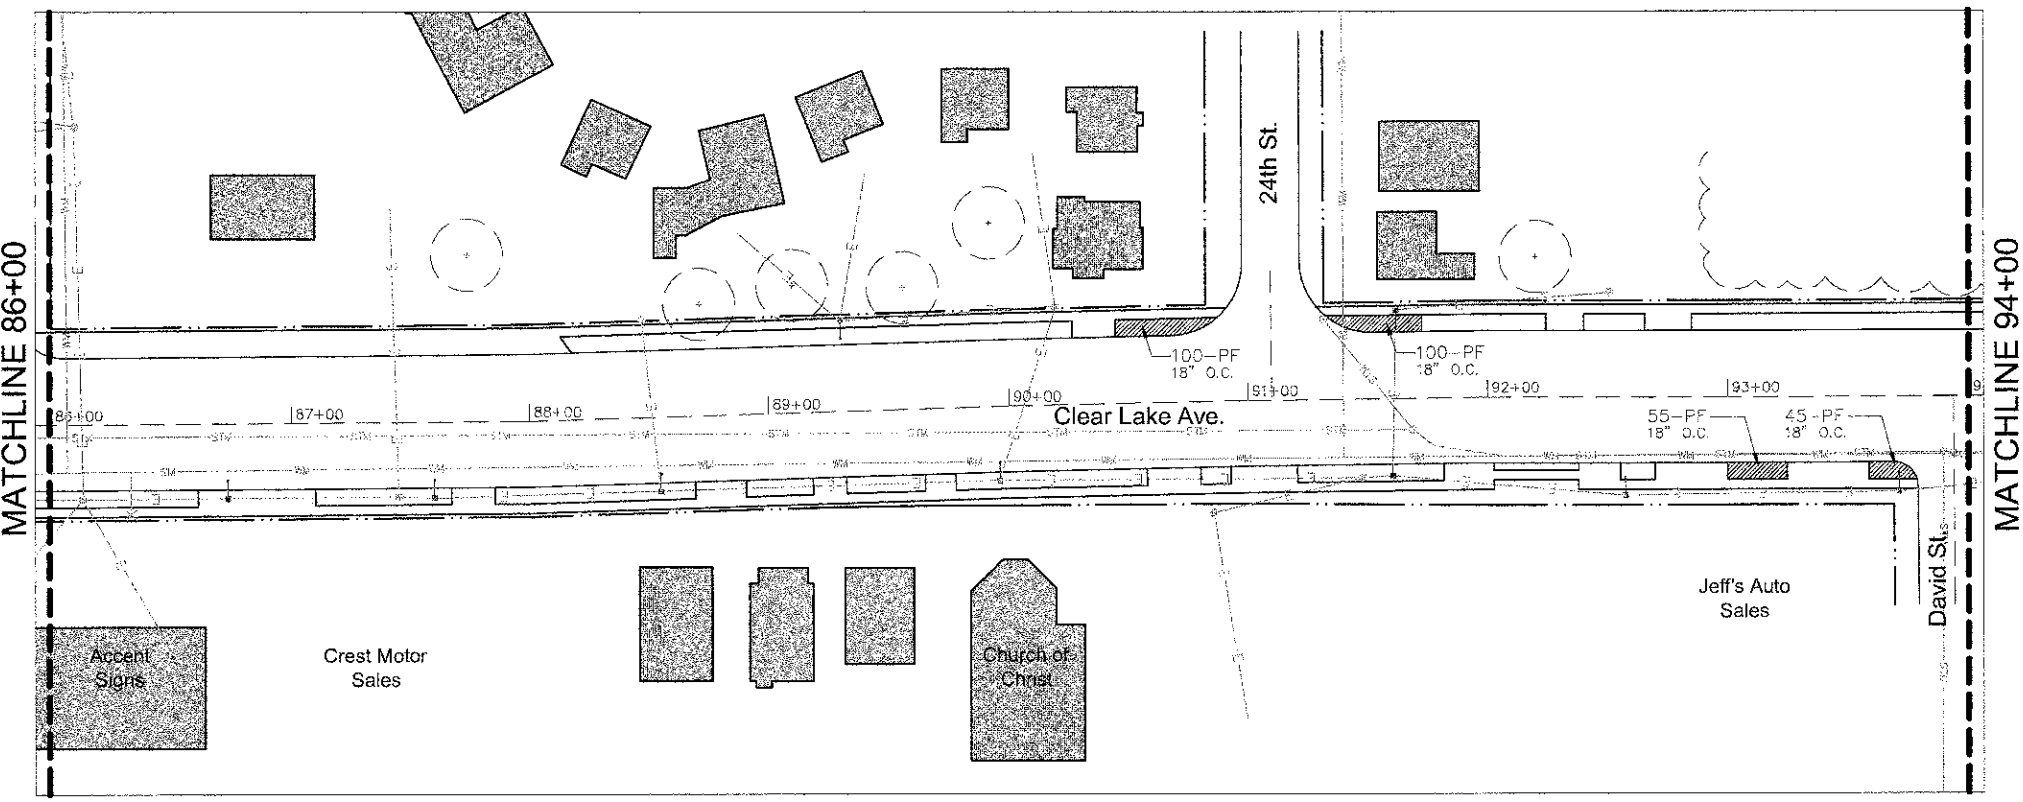 MATCHLINE 86+00
24th St.
MATCHLINE 94+00
100-PF
18" O.C.
100-PF
18" O.C.
86+00
87+00
88+00
89+00
90+00
91+00
92+00
93+00
Clear Lake Ave.
55-PF
18" O.C.
45-PF
18" O.C.
David St.
Jeff's Auto
Sales
Accent
Signs
Crest Motor
Sales
Church of
Christ